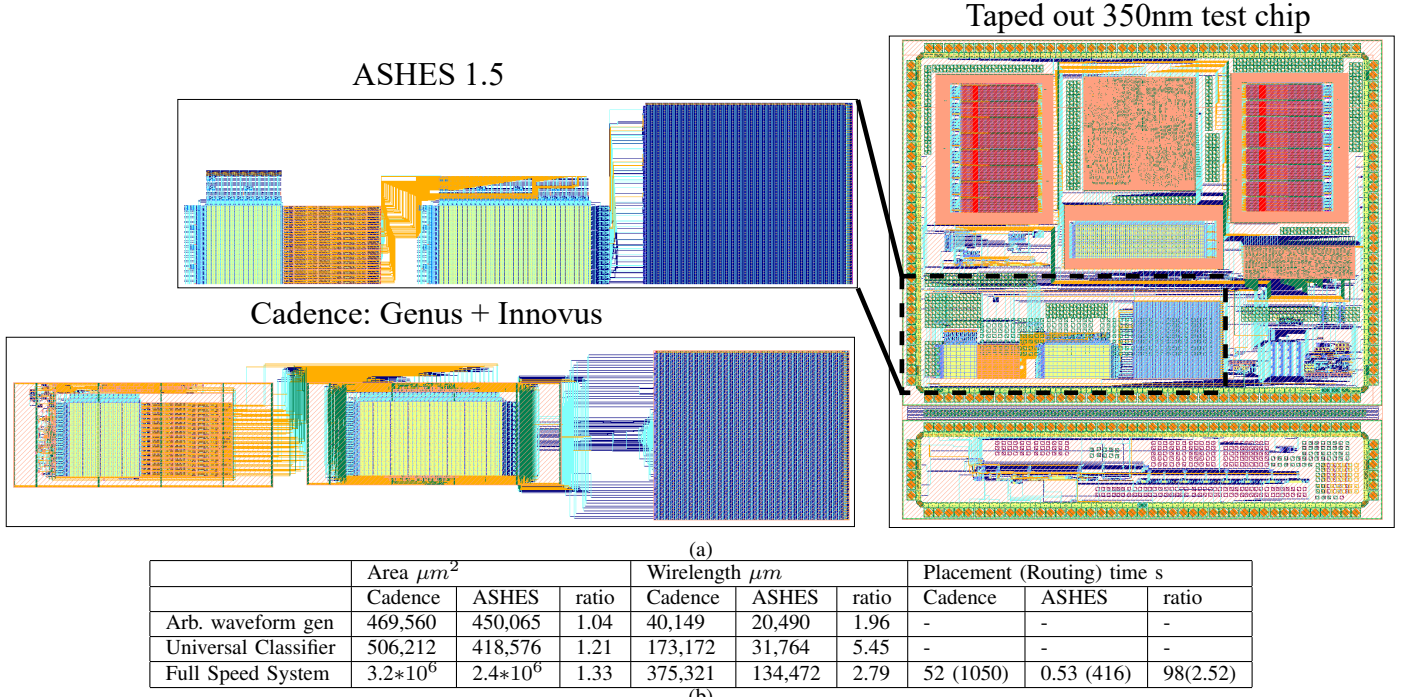 Taped out 350nm test chip
ASHES 1.5
Cadence: Genus + Innovus
(a)
Area μm² Wirelength μm Placement (Routing) time s
Cadence ASHES ratio Cadence ASHES ratio Cadence ASHES ratio
Arb. waveform gen 469,560 450,065 1.04 40,149 20,490 1.96 - - -
Universal Classifier 506,212 418,576 1.21 173,172 31,764 5.45 - - -
Full Speed System 3.2*10⁶ 2.4*10⁶ 1.33 375,321 134,472 2.79 52 (1050) 0.53 (416) 98(2.52)
(b)